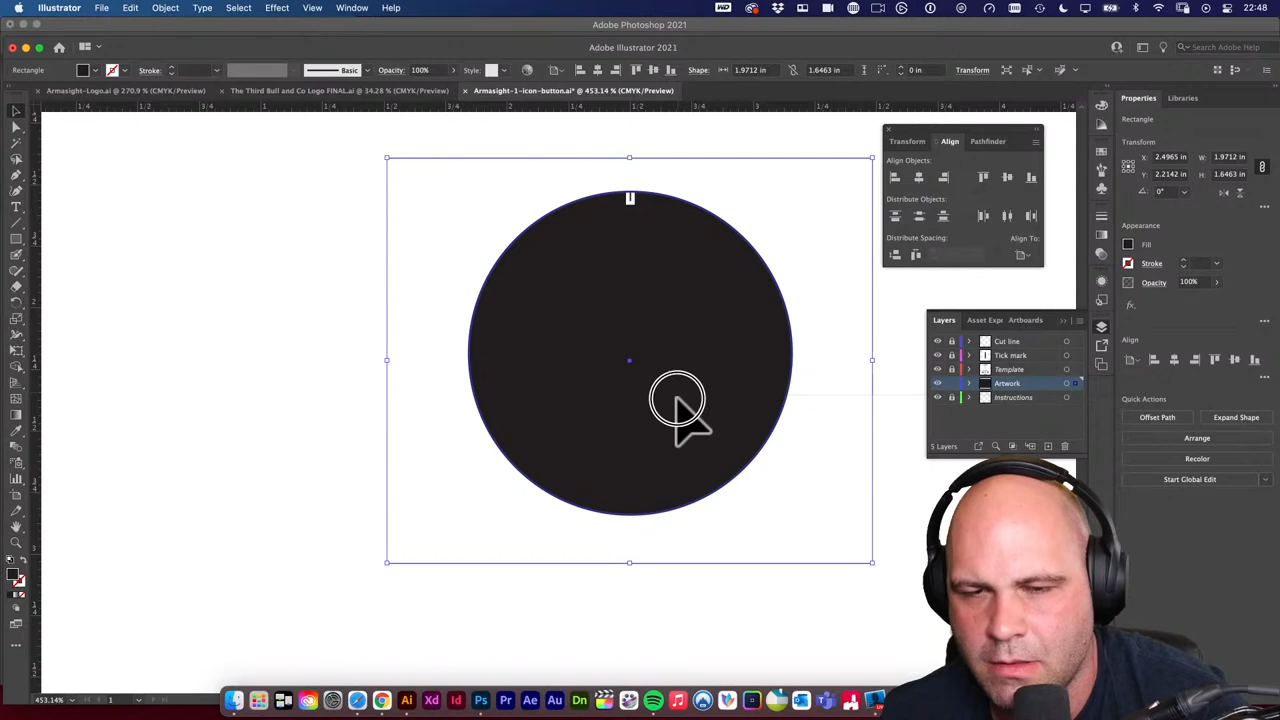 Illustrator File Edit Object Type Select Effect View Window Help 22:48
Adobe Photoshop 2021
Adobe Illustrator 2021
Search Adobe Help
Rectangle Stroke: Basic Opacity: 100% Style: Shape: 1.9712 in 1.6463 in 0 in Transform
Armasight-Logo.ai @ 270.9 % (CMYK/Preview) The Third Bull and Co Logo FINAL.ai @ 34.28 % (CMYK/Preview) Armasight-1-icon-button.ai* @ 453.14 % (CMYK/Preview)
Properties Libraries
Rectangle
Transform
X: 2.4965 in W: 1.9712 in
Y: 2.2142 in H: 1.6463 in
0°
Appearance
Fill
Stroke
Opacity 100%
Align
Quick Actions
Offset Path Expand Shape
Arrange
Recolor
Start Global Edit
Transform Align Pathfinder
Align Objects:
Distribute Objects:
Distribute Spacing: Align To:
Layers Asset Expo Artboards
Cut line
Tick mark
Template
Artwork
Instructions
5 Layers
453.14% 1